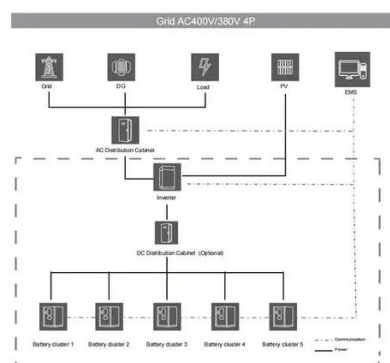 Grid AC400V/380V 4P
Grid DG Load PV EMS
AC Distribution Cabinet
Inverter
DC Distribution Cabinet (Optional)
Battery cluster 1 Battery cluster 2 Battery cluster 3 Battery cluster 4 Battery cluster 5
Communication
Power